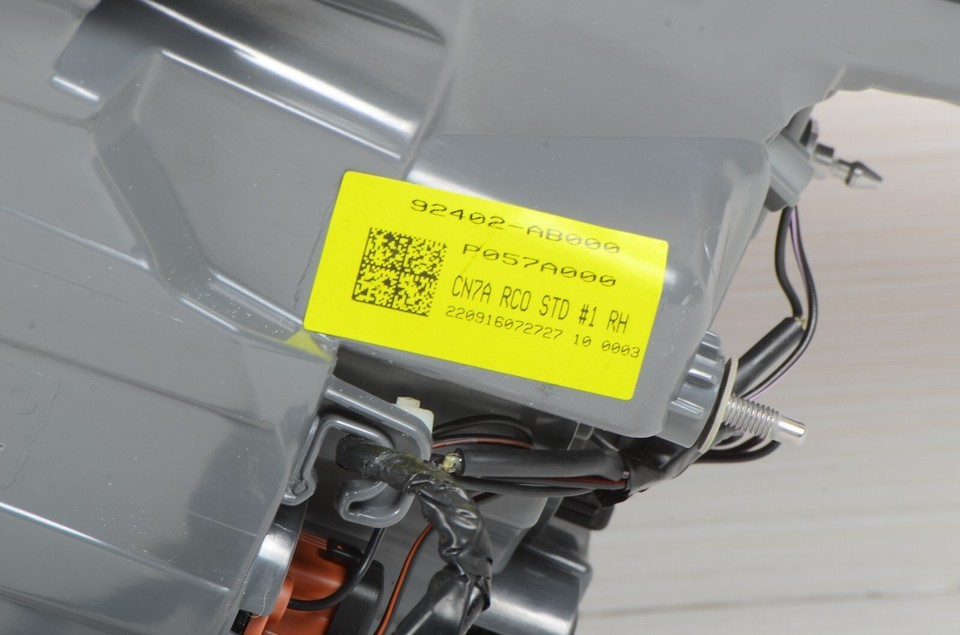 92402-AB000
P057A000
CN7A RCO STD #1 RH
220916072727 10 0003